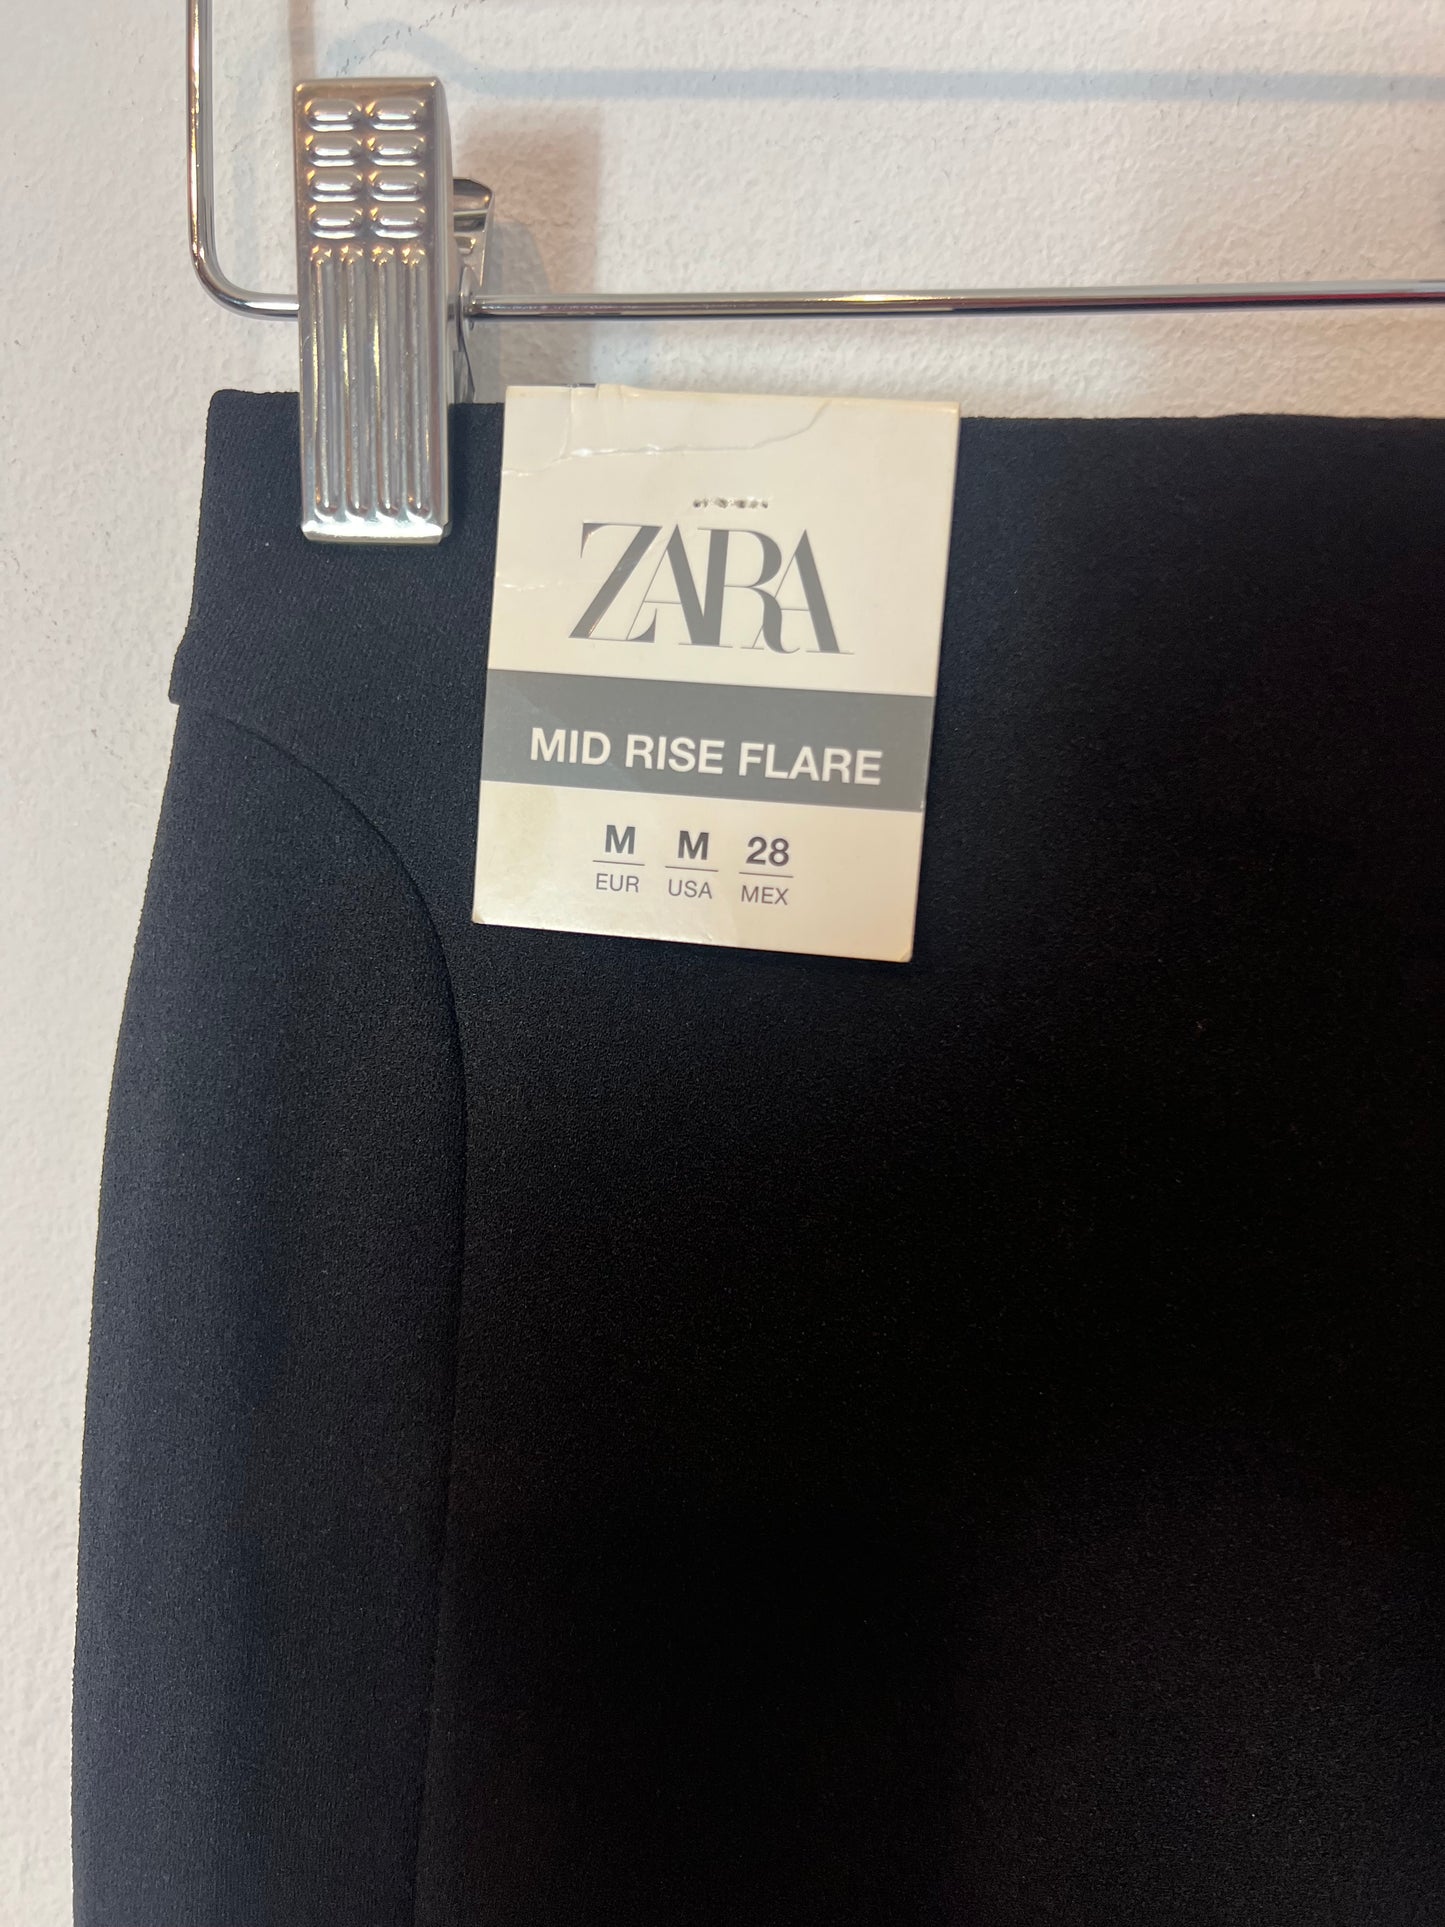 ZARA
MID RISE FLARE
M M 28
EUR USA MEX